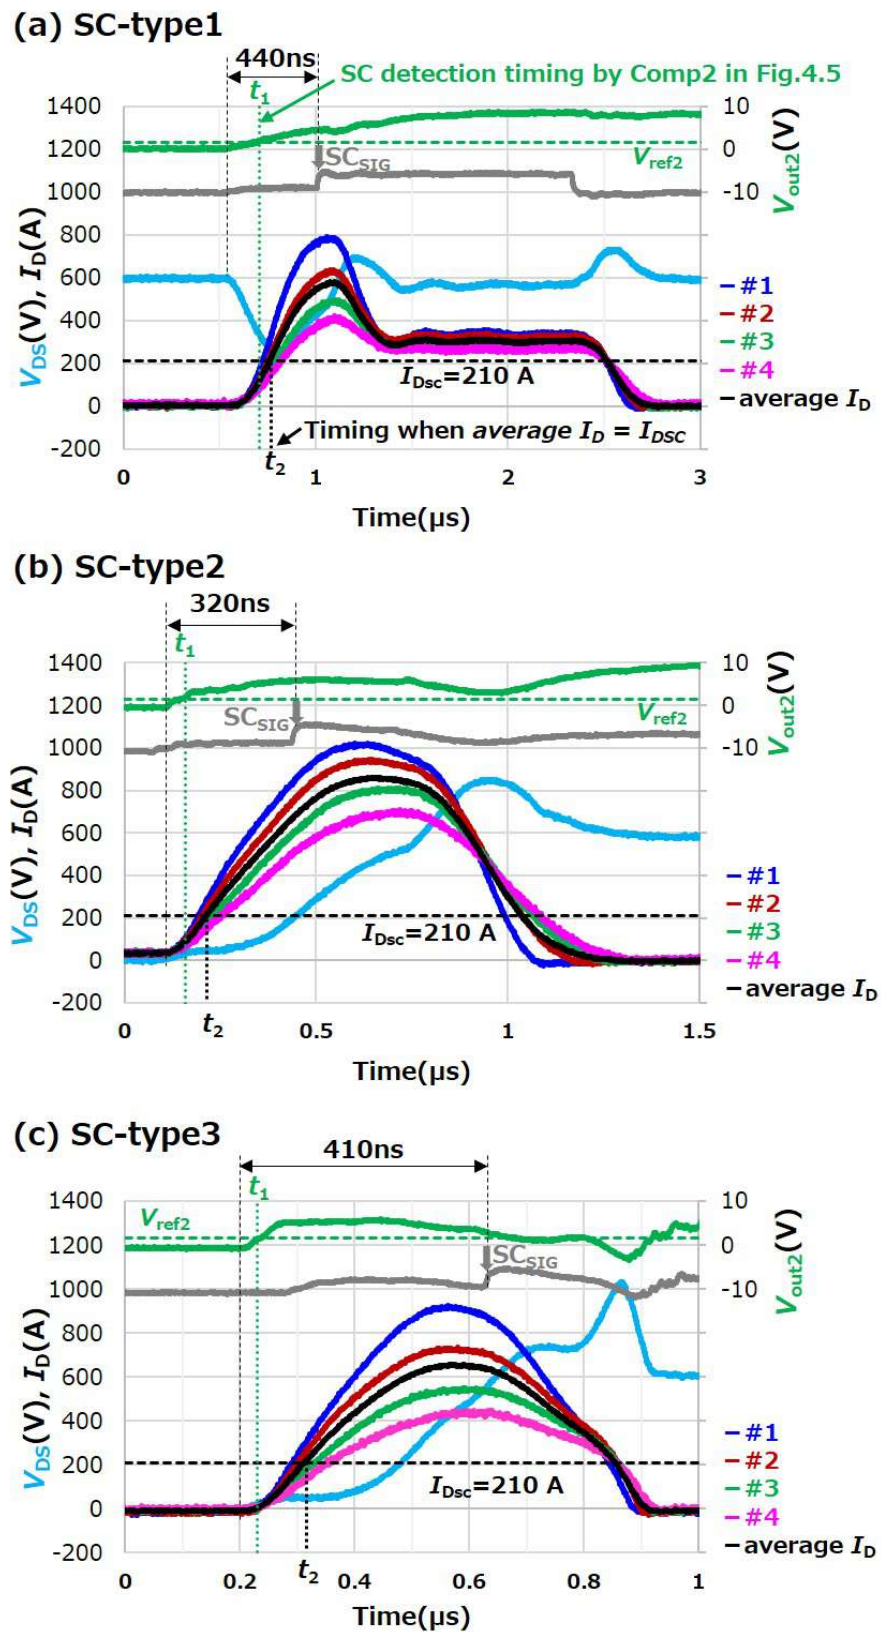 (a) SC-type1
440ns
t1
SC detection timing by Comp2 in Fig.4.5
1400
1200
1000
800
600
400
200
0
-200
VDS(V), ID(A)
10
0
-10
Vout2(V)
Vref2
SCSIG
IDsc=210 A
Timing when average ID = IDSC
t2
#1
#2
#3
#4
average ID
0
1
2
3
Time(μs)
(b) SC-type2
320ns
t1
1400
1200
1000
800
600
400
200
0
-200
VDS(V), ID(A)
10
0
-10
Vout2(V)
Vref2
SCSIG
IDsc=210 A
t2
#1
#2
#3
#4
average ID
0
0.5
1
1.5
Time(μs)
(c) SC-type3
410ns
t1
Vref2
1400
1200
1000
800
600
400
200
0
-200
VDS(V), ID(A)
10
0
-10
Vout2(V)
SCSIG
IDsc=210 A
t2
#1
#2
#3
#4
average ID
0
0.2
0.4
0.6
0.8
1
Time(μs)